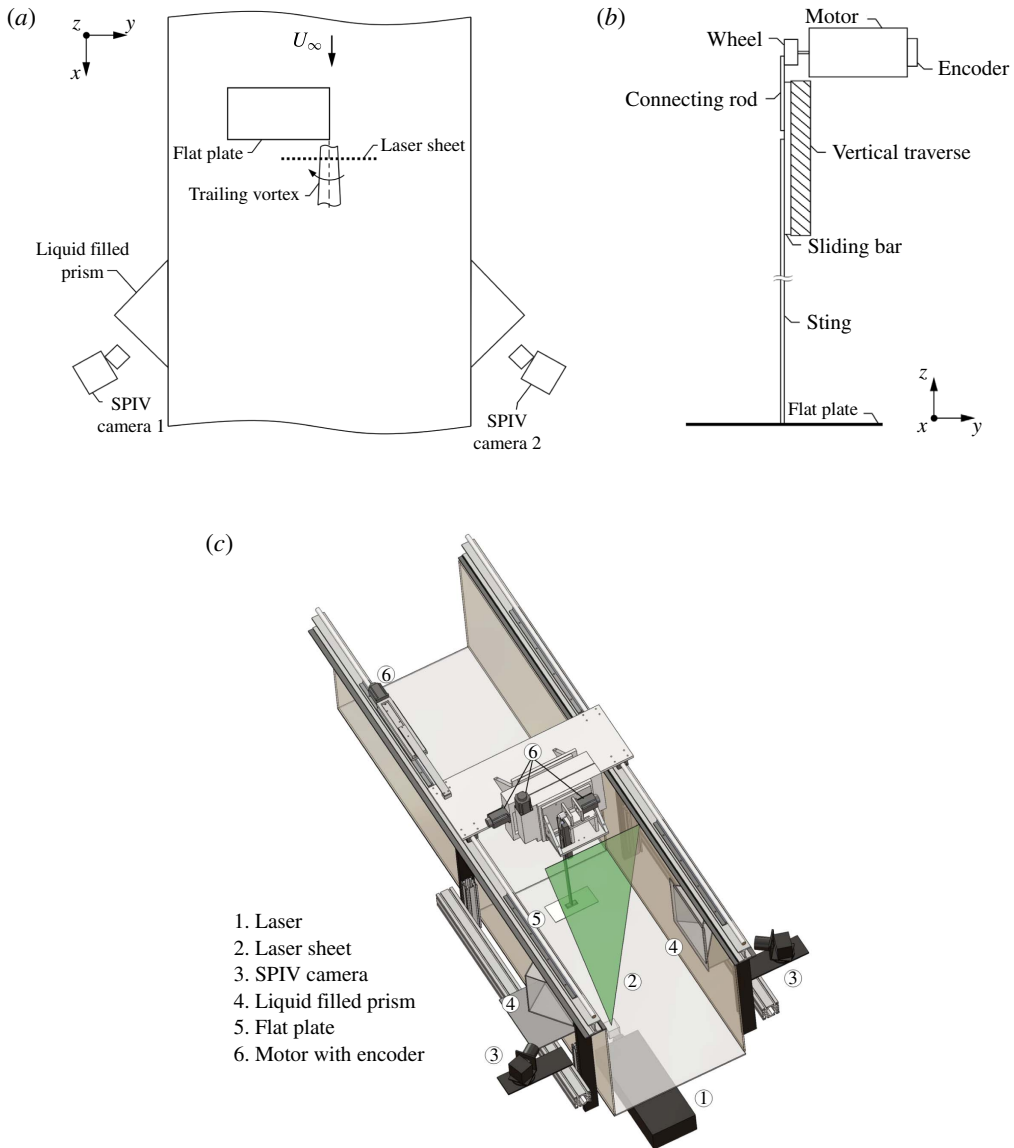 (a)
z
y
x
U∞
Flat plate
Laser sheet
Trailing vortex
Liquid filled
prism
SPIV
camera 1
SPIV
camera 2
(b)
Motor
Wheel
Encoder
Connecting rod
Vertical traverse
Sliding bar
Sting
z
Flat plate
x
y
(c)
6
6
5
4
2
4
3
3
1
1. Laser
2. Laser sheet
3. SPIV camera
4. Liquid filled prism
5. Flat plate
6. Motor with encoder